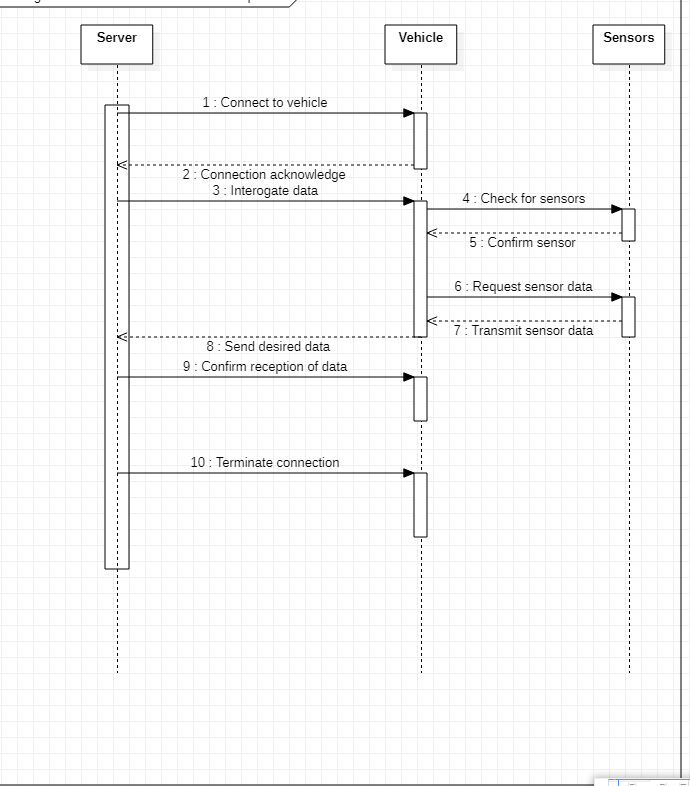 Server Vehicle Sensors
1 : Connect to vehicle
2 : Connection acknowledge
3 : Interogate data
4 : Check for sensors
5 : Confirm sensor
6 : Request sensor data
7 : Transmit sensor data
8 : Send desired data
9 : Confirm reception of data
10 : Terminate connection